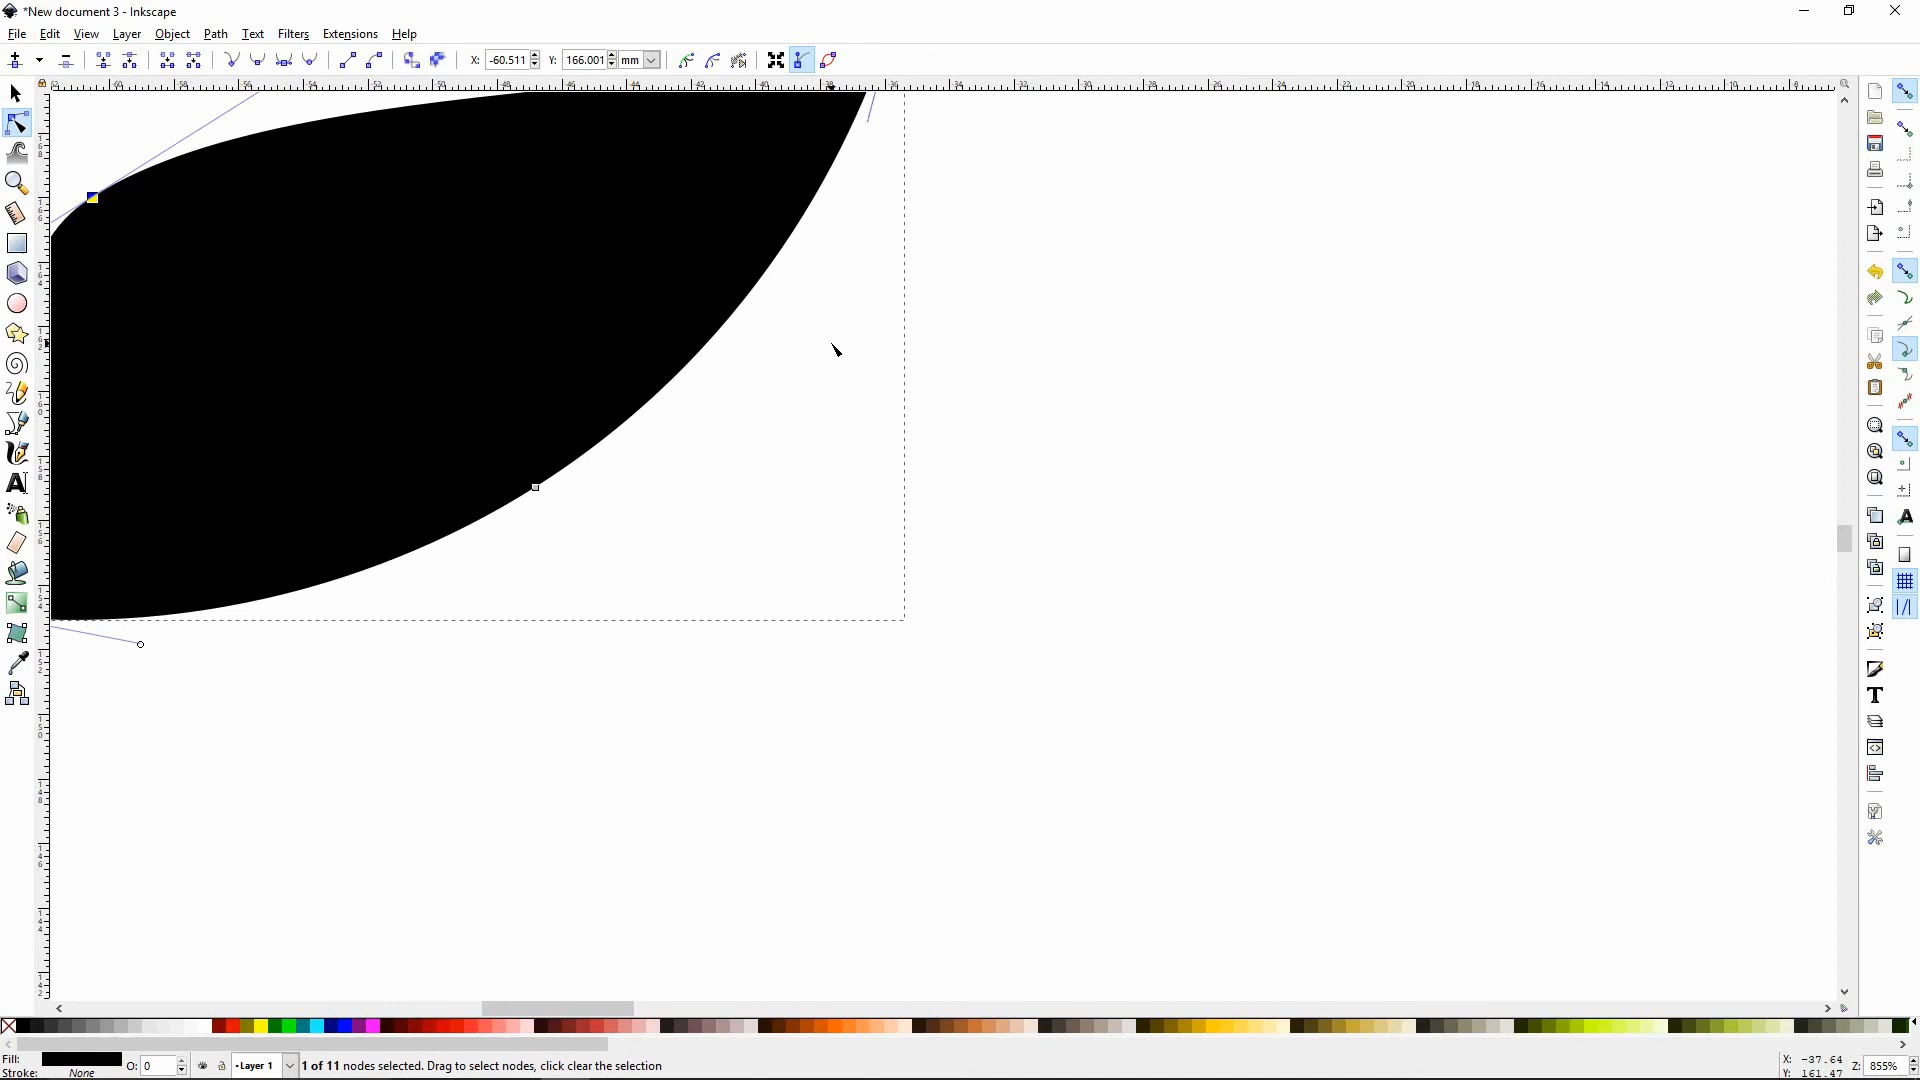 *New document 3 - Inkscape
File Edit View Layer Object Path Text Filters Extensions Help
X: -60.511 Y: 166.001 mm
Fill: O: 0 •Layer 1 1 of 11 nodes selected. Drag to select nodes, click clear the selection X: -37.64 Z: 855%
Stroke: None Y: 161.47